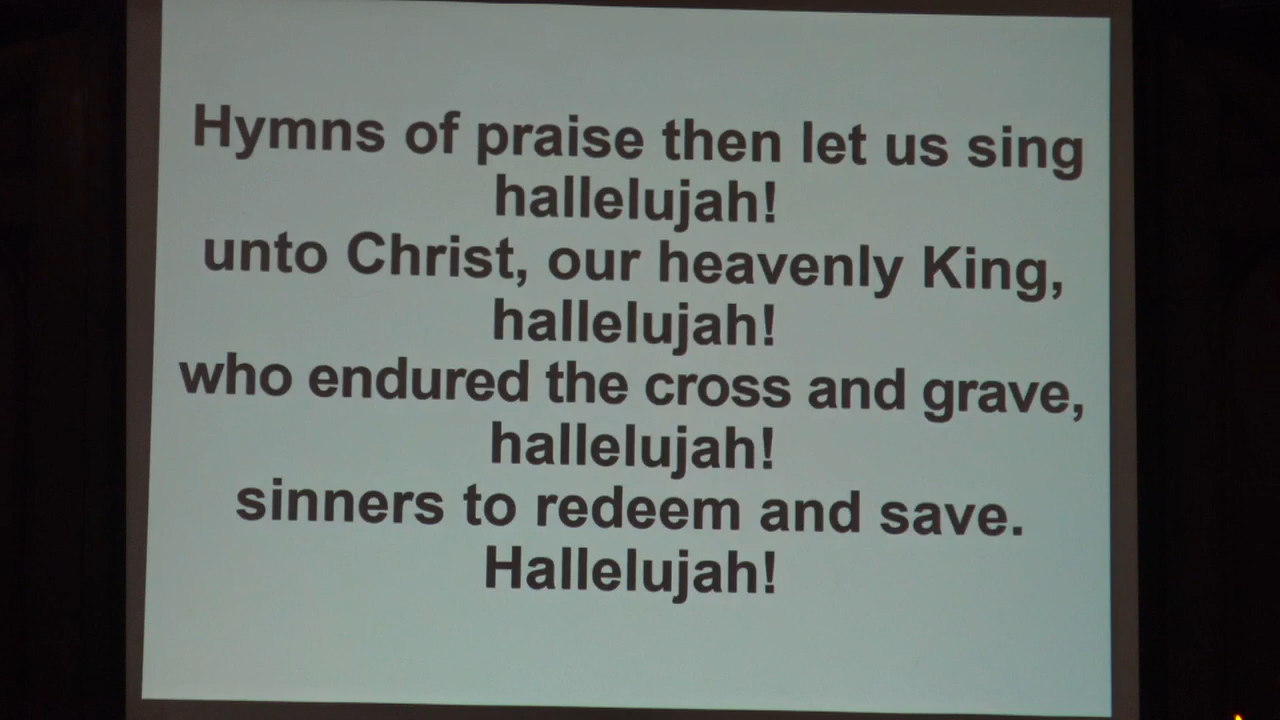 Hymns of praise then let us sing
hallelujah!
unto Christ, our heavenly King,
hallelujah!
who endured the cross and grave,
hallelujah!
sinners to redeem and save.
Hallelujah!